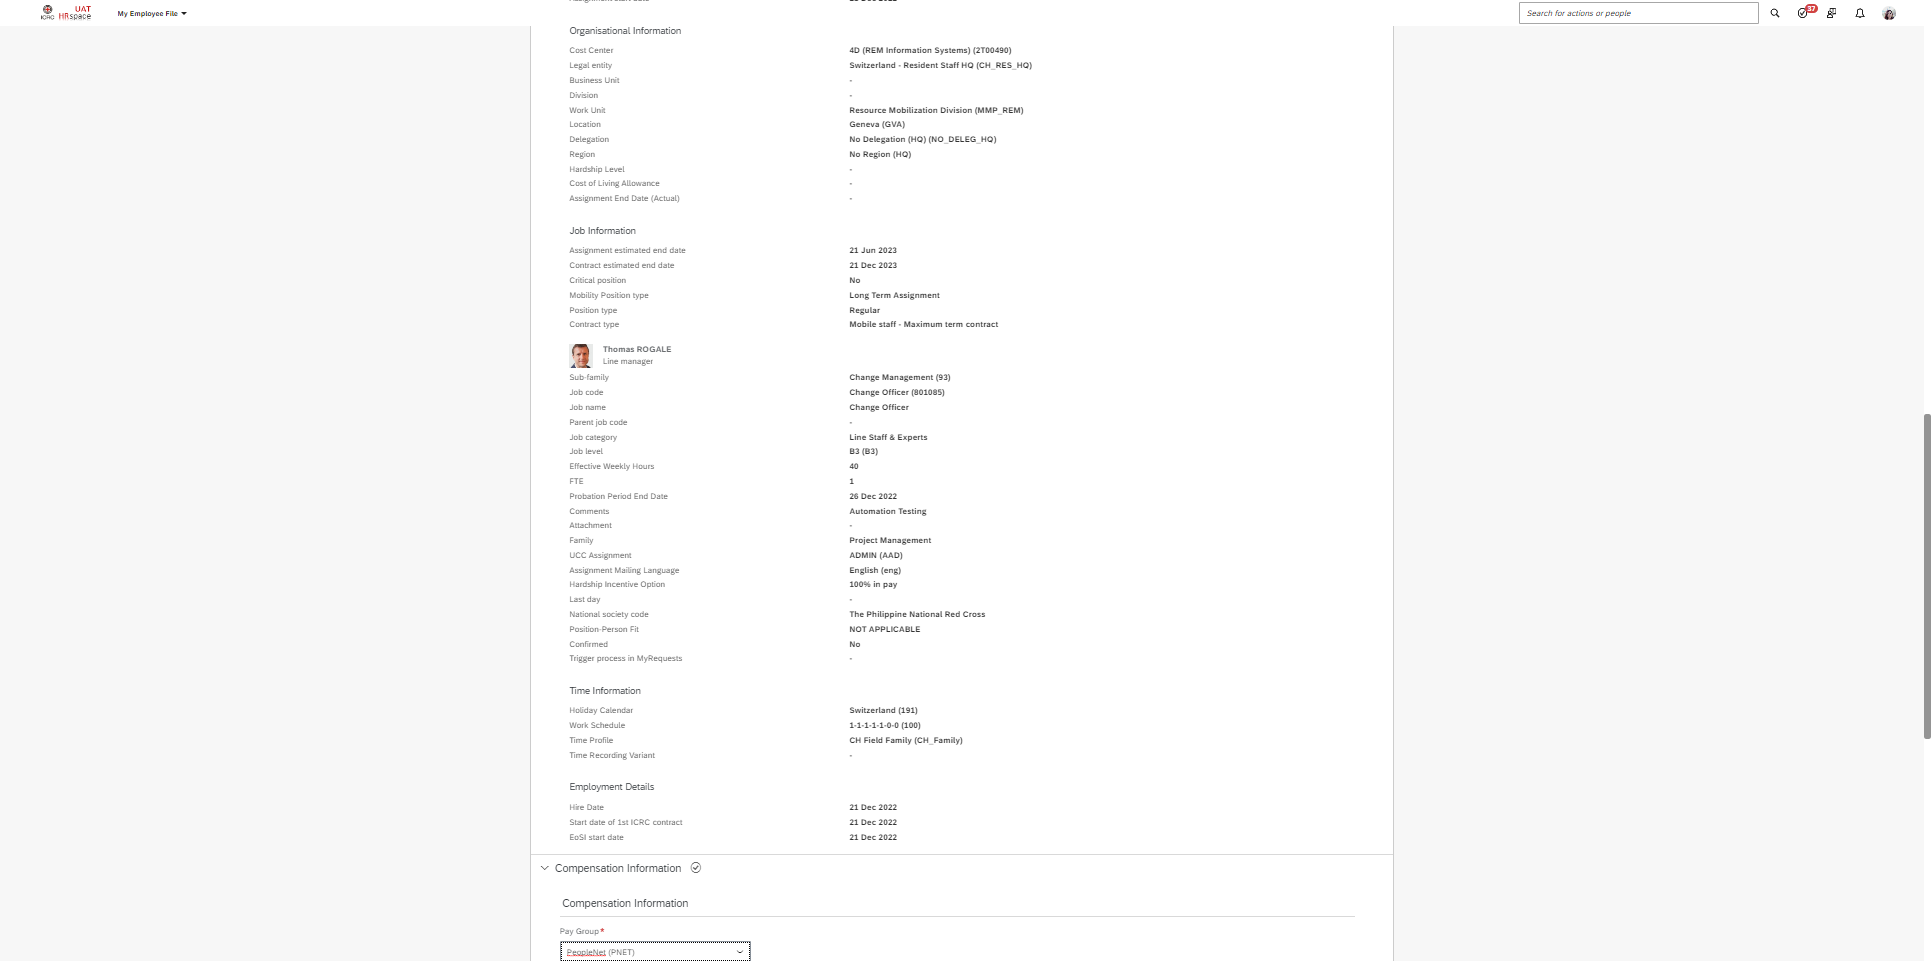 ICRC
UAT
HRspace
My Employee File
Search for actions or people
37
Organisational Information
Cost Center 4D (REM Information Systems) (2T00490)
Legal entity Switzerland - Resident Staff HQ (CH_RES_HQ)
Business Unit -
Division -
Work Unit Resource Mobilization Division (MMP_REM)
Location Geneva (GVA)
Delegation No Delegation (HQ) (NO_DELEG_HQ)
Region No Region (HQ)
Hardship Level -
Cost of Living Allowance -
Assignment End Date (Actual) -
Job Information
Assignment estimated end date 21 Jun 2023
Contract estimated end date 21 Dec 2023
Critical position No
Mobility Position type Long Term Assignment
Position type Regular
Contract type Mobile staff - Maximum term contract
Thomas ROGALE
Line manager
Sub-family Change Management (93)
Job code Change Officer (801085)
Job name Change Officer
Parent job code -
Job category Line Staff & Experts
Job level B3 (B3)
Effective Weekly Hours 40
FTE 1
Probation Period End Date 26 Dec 2022
Comments Automation Testing
Attachment -
Family Project Management
UCC Assignment ADMIN (AAD)
Assignment Mailing Language English (eng)
Hardship Incentive Option 100% in pay
Last day -
National society code The Philippine National Red Cross
Position-Person Fit NOT APPLICABLE
Confirmed No
Trigger process in MyRequests -
Time Information
Holiday Calendar Switzerland (191)
Work Schedule 1-1-1-1-1-0-0 (100)
Time Profile CH Field Family (CH_Family)
Time Recording Variant -
Employment Details
Hire Date 21 Dec 2022
Start date of 1st ICRC contract 21 Dec 2022
EoSI start date 21 Dec 2022
Compensation Information
Compensation Information
Pay Group*
PeopleNet (PNET)